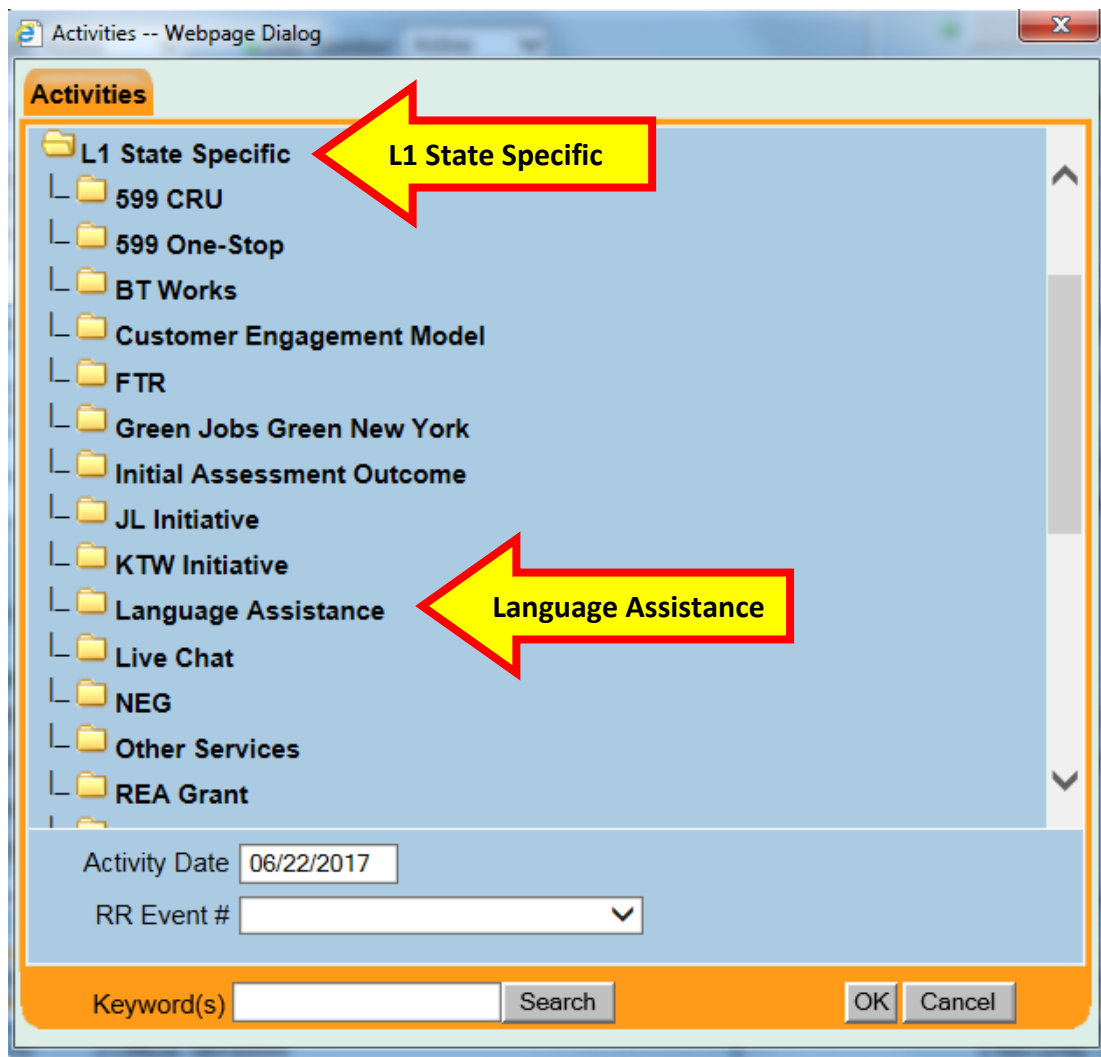 Activities -- Webpage Dialog
x
Activities
L1 State Specific
L1 State Specific
599 CRU
599 One-Stop
BT Works
Customer Engagement Model
FTR
Green Jobs Green New York
Initial Assessment Outcome
JL Initiative
KTW Initiative
Language Assistance
Language Assistance
Live Chat
NEG
Other Services
REA Grant
Activity Date 06/22/2017
RR Event #
Keyword(s) Search OK Cancel